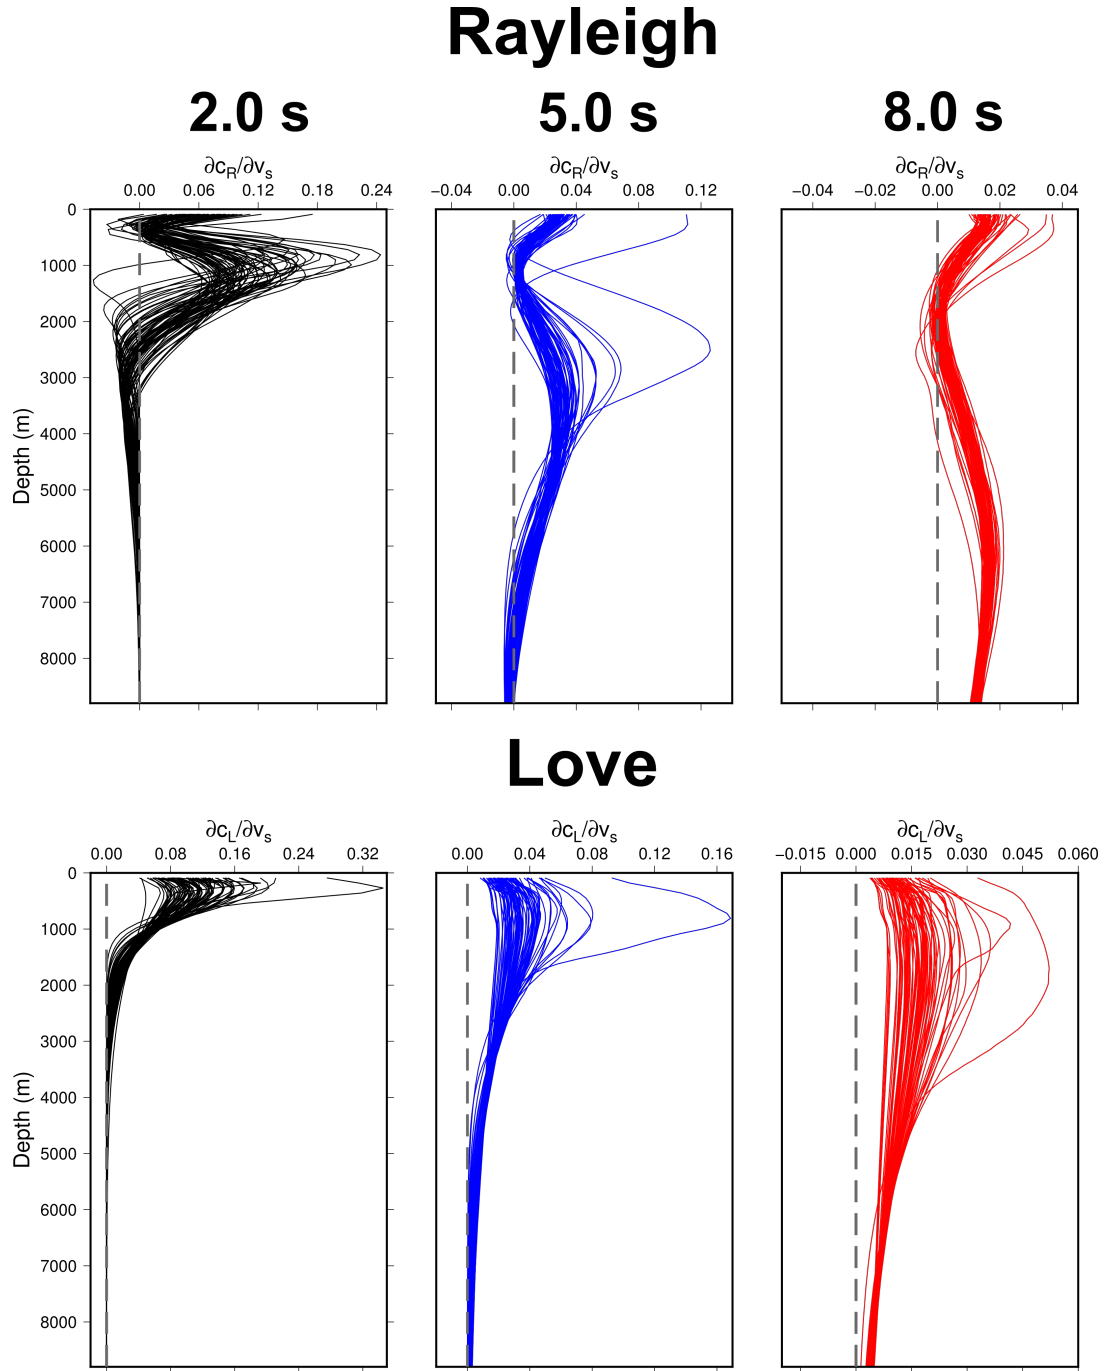 Rayleigh
2.0 s 5.0 s 8.0 s
∂cR/∂vs ∂cR/∂vs ∂cR/∂vs
0.00 0.06 0.12 0.18 0.24 −0.04 0.00 0.04 0.08 0.12 −0.04 −0.02 0.00 0.02 0.04
0
1000
2000
3000
4000
5000
6000
7000
8000
Depth (m)
Love
∂cL/∂vs ∂cL/∂vs ∂cL/∂vs
0.00 0.08 0.16 0.24 0.32 0.00 0.04 0.08 0.12 0.16 −0.015 0.000 0.015 0.030 0.045 0.060
0
1000
2000
3000
4000
5000
6000
7000
8000
Depth (m)